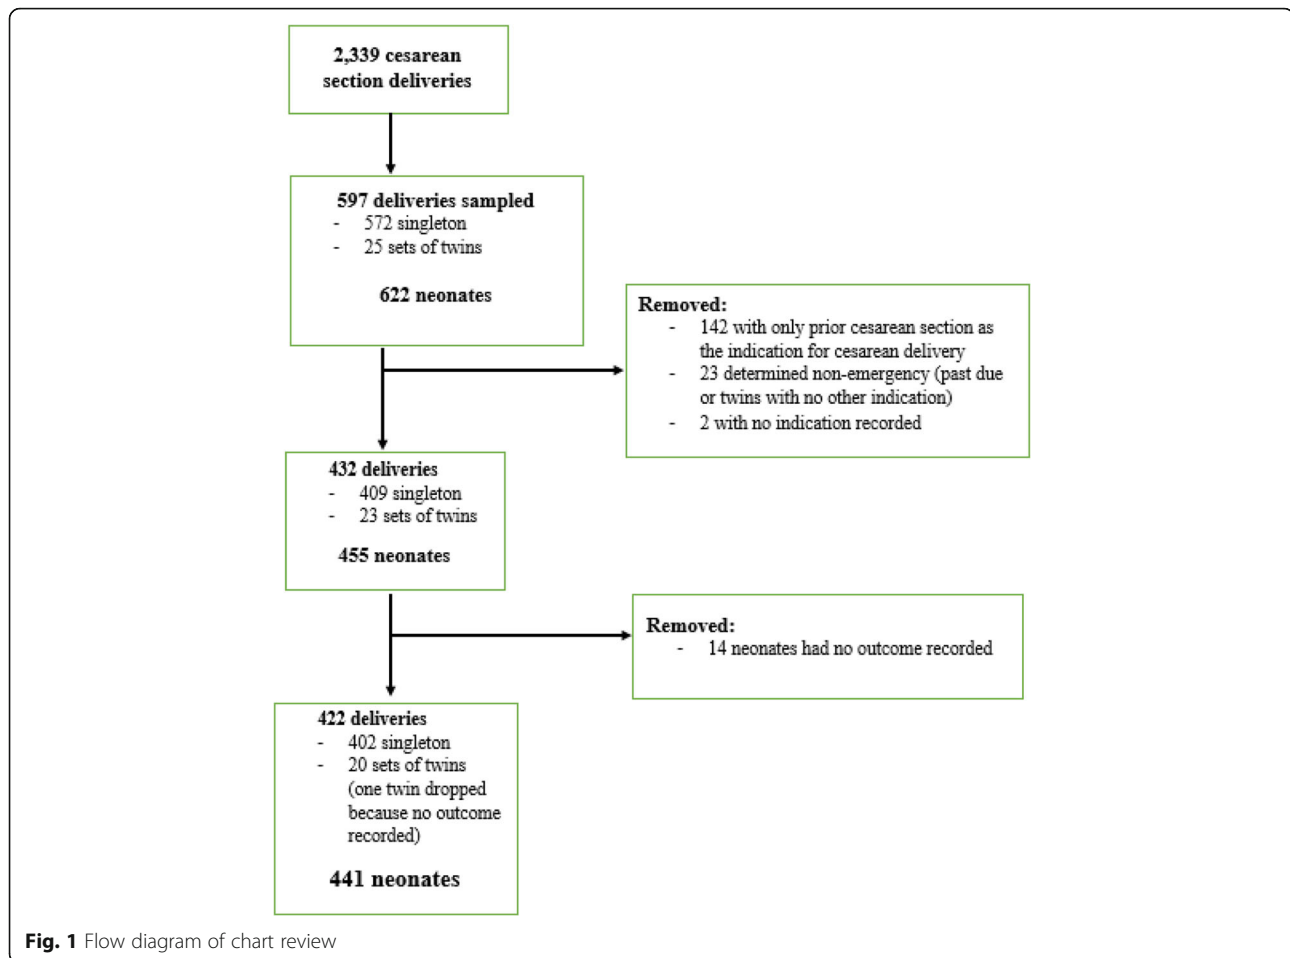 2,339 cesarean
section deliveries
597 deliveries sampled
- 572 singleton
- 25 sets of twins
622 neonates
Removed:
- 142 with only prior cesarean section as
the indication for cesarean delivery
- 23 determined non-emergency (past due
or twins with no other indication)
- 2 with no indication recorded
432 deliveries
- 409 singleton
- 23 sets of twins
455 neonates
Removed:
- 14 neonates had no outcome recorded
422 deliveries
- 402 singleton
- 20 sets of twins
(one twin dropped
because no outcome
recorded)
441 neonates
Fig. 1 Flow diagram of chart review